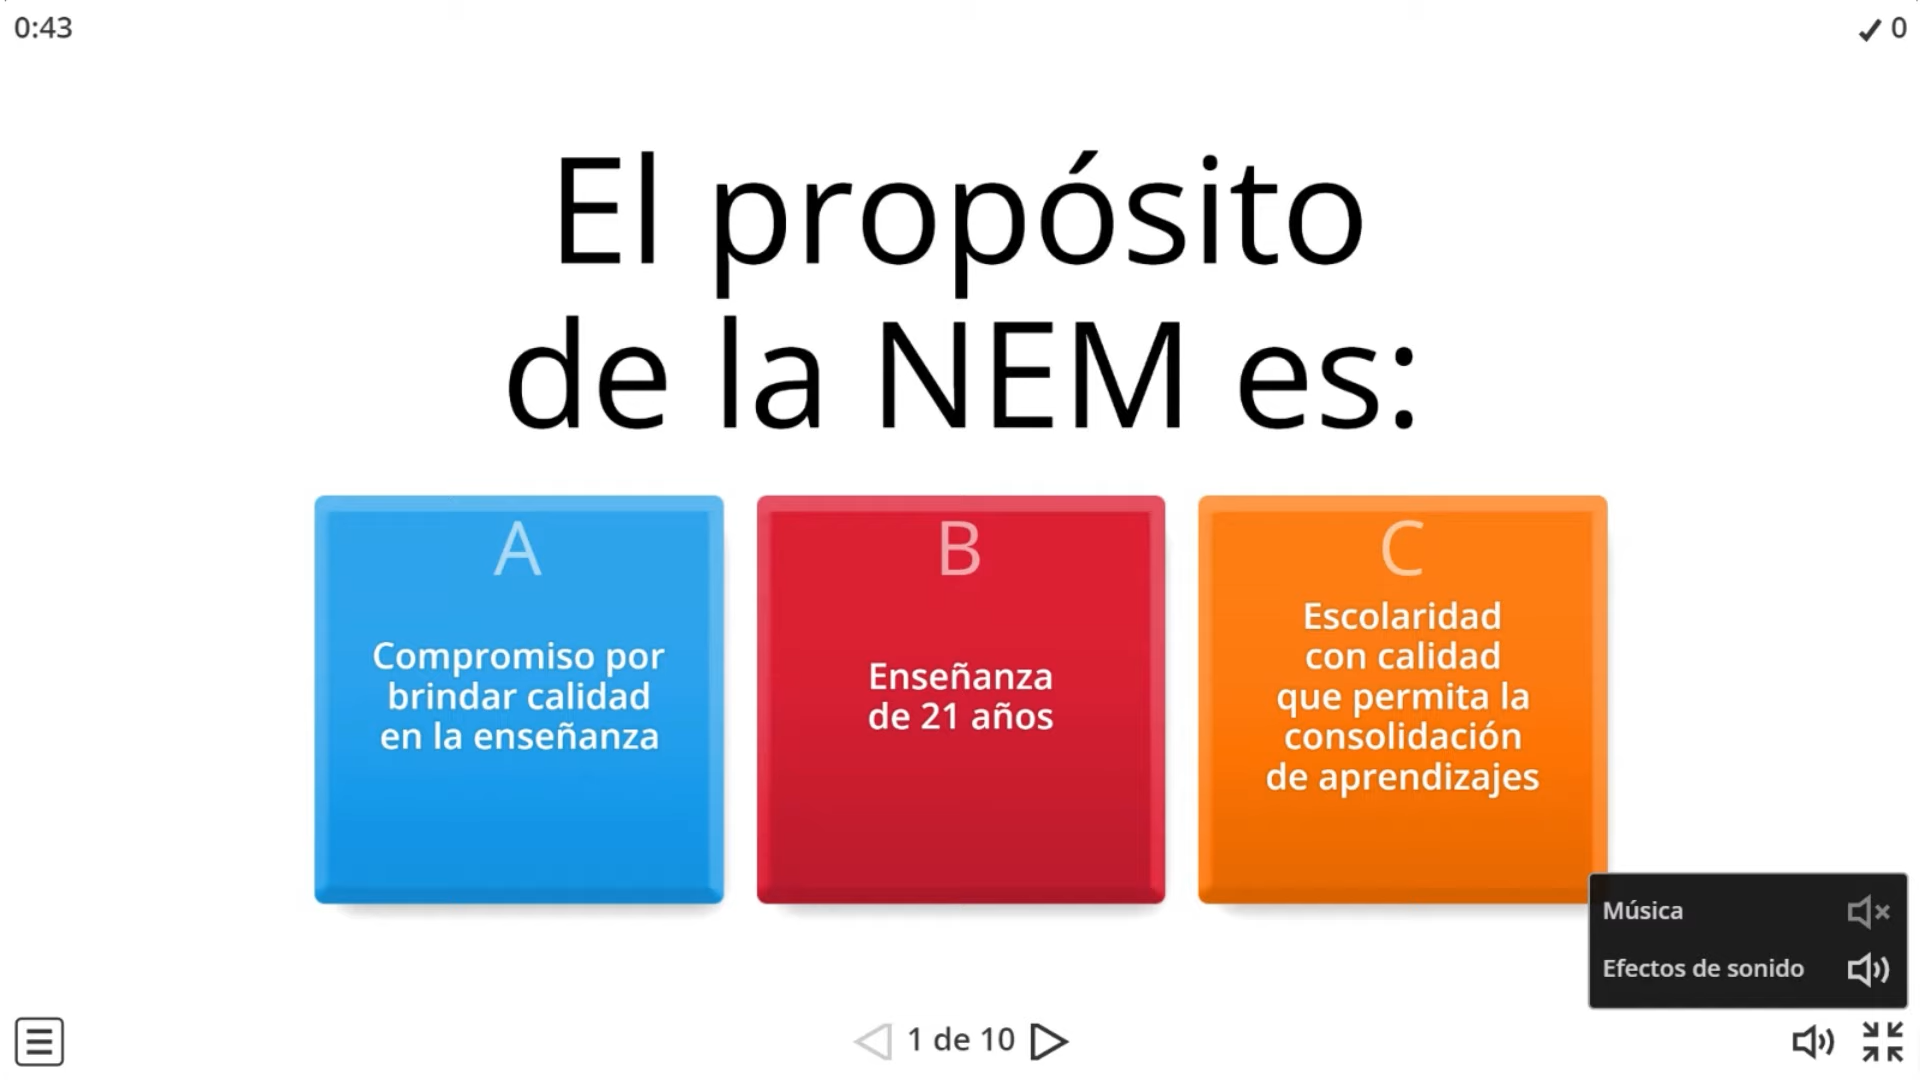 0:43
0
El propósito
de la NEM es:
A
Compromiso por
brindar calidad
en la enseñanza
B
Enseñanza
de 21 años
C
Escolaridad
con calidad
que permita la
consolidación
de aprendizajes
Música
Efectos de sonido
1 de 10